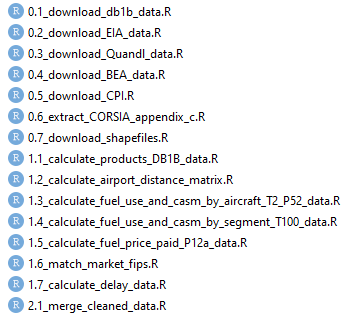 0.1_download_db1b_data.R
0.2_download_EIA_data.R
0.3_download_Quandl_data.R
0.4_download_BEA_data.R
0.5_download_CPI.R
0.6_extract_CORSIA_appendix_c.R
0.7_download_shapefiles.R
1.1_calculate_products_DB1B_data.R
1.2_calculate_airport_distance_matrix.R
1.3_calculate_fuel_use_and_casm_by_aircraft_T2_P52_data.R
1.4_calculate_fuel_use_and_casm_by_segment_T100_data.R
1.5_calculate_fuel_price_paid_P12a_data.R
1.6_match_market_fips.R
1.7_calculate_delay_data.R
2.1_merge_cleaned_data.R